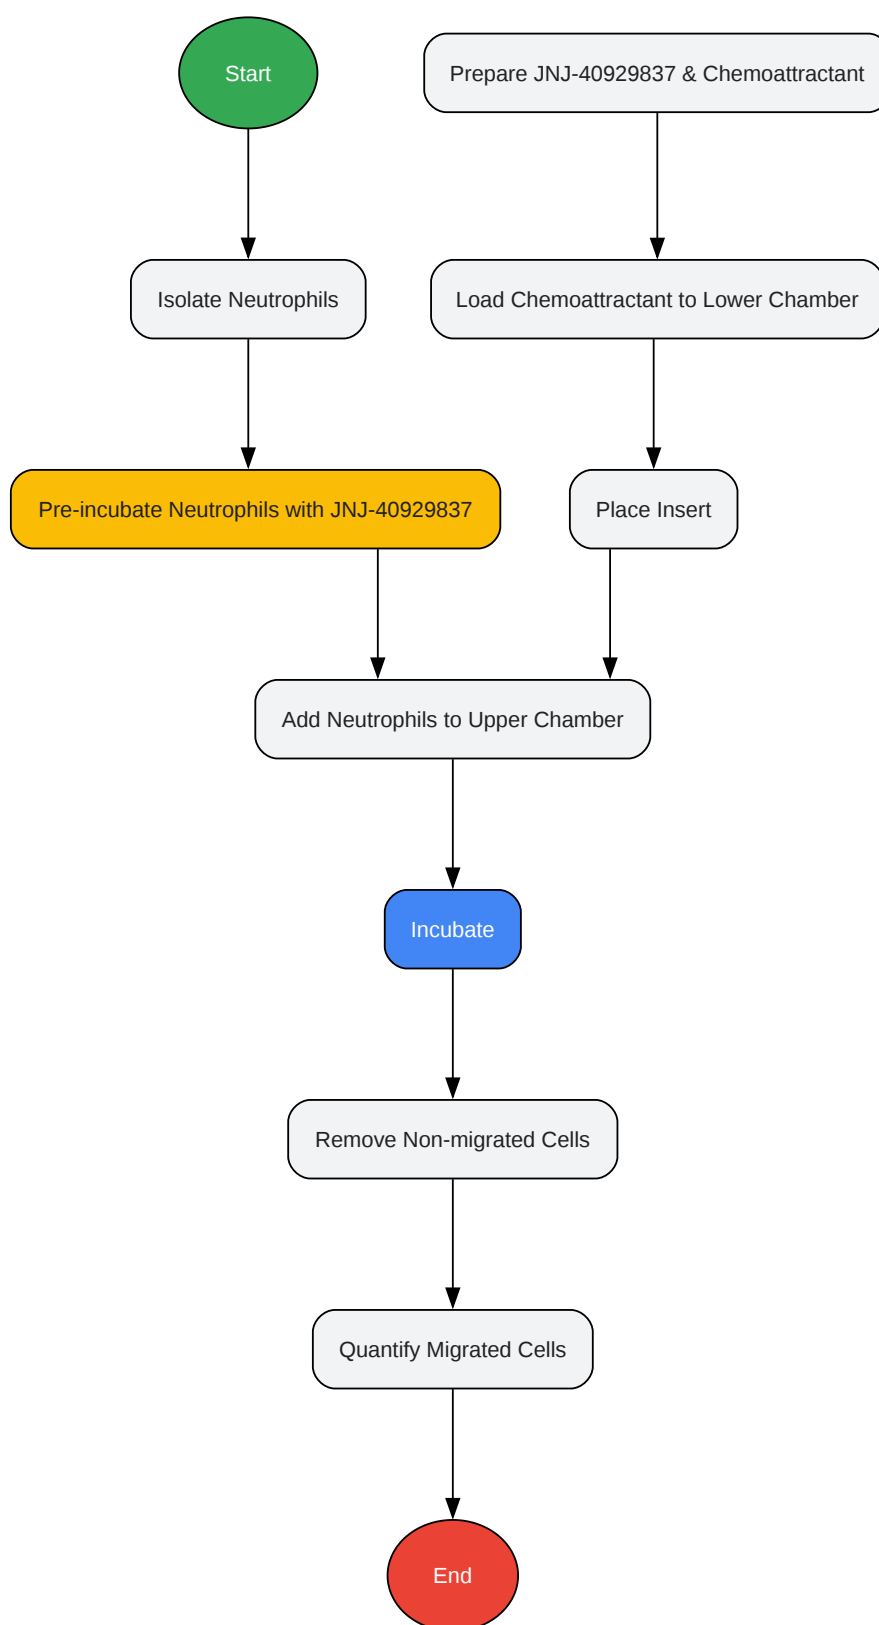 Start
Prepare JNJ-40929837 & Chemoattractant
Isolate Neutrophils
Load Chemoattractant to Lower Chamber
Pre-incubate Neutrophils with JNJ-40929837
Place Insert
Add Neutrophils to Upper Chamber
Incubate
Remove Non-migrated Cells
Quantify Migrated Cells
End